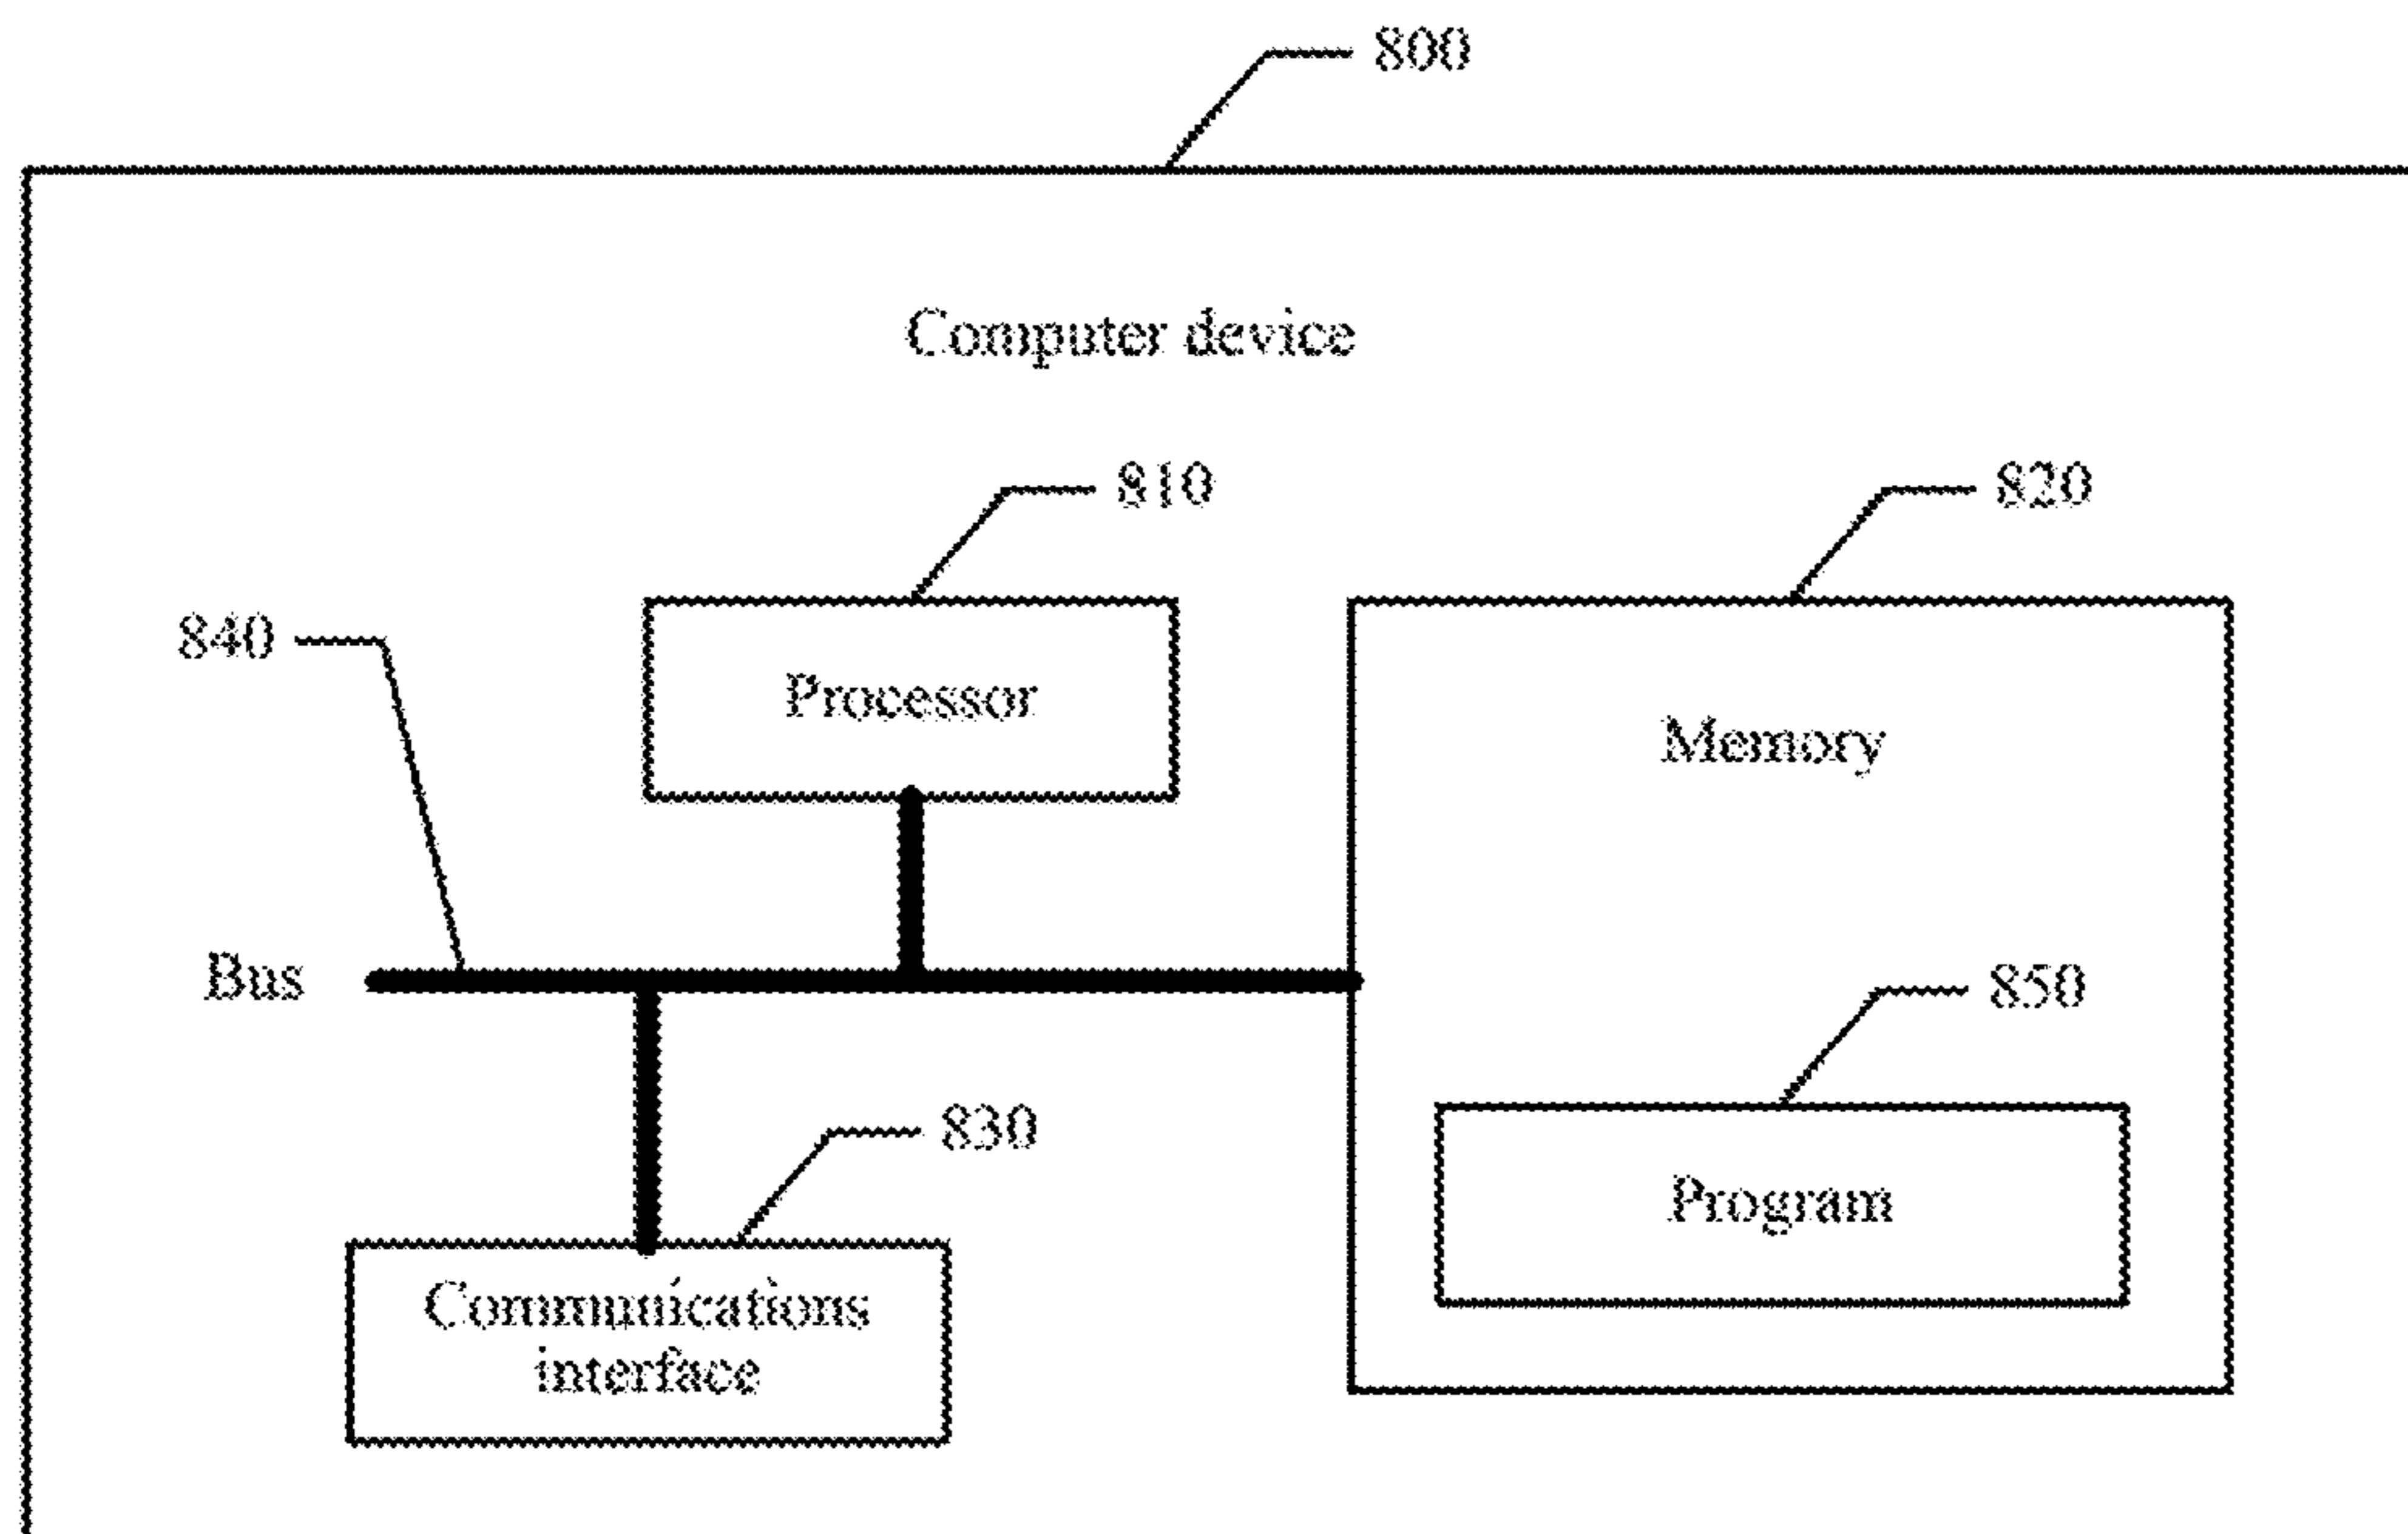 800
Computer device
810
820
840
Processor
Memory
Bus
850
830
Program
Communications
interface